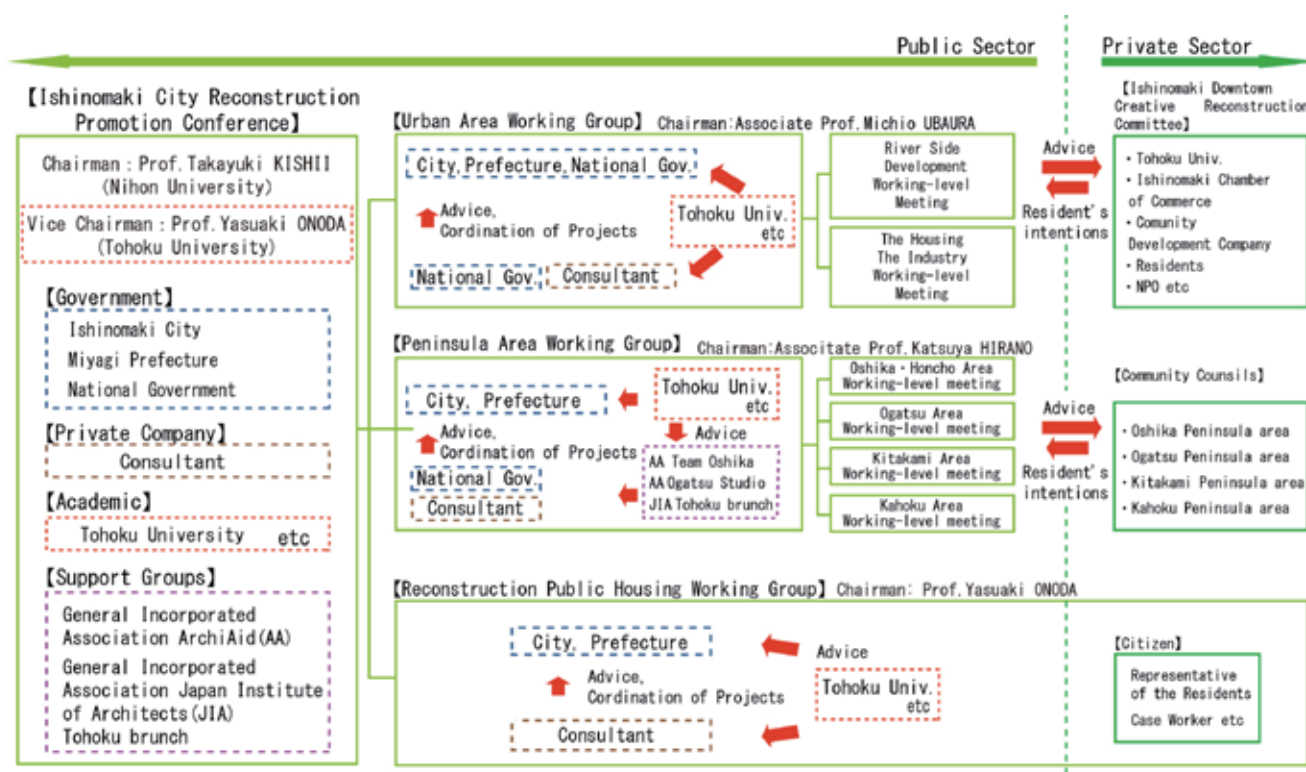 Public Sector
Private Sector
【Ishinomaki City Reconstruction
Promotion Conference】
Chairman：Prof.Takayuki KISHII
(Nihon University)
Vice Chairman：Prof.Yasuaki ONODA
(Tohoku University)
【Government】
Ishinomaki City
Miyagi Prefecture
National Government
【Private Company】
Consultant
【Academic】
Tohoku University etc
【Support Groups】
General Incorporated
Association ArchiAid(AA)
General Incorporated
Association Japan Institute
of Architects(JIA)
Tohoku brunch
【Urban Area Working Group】 Chairman:Associate Prof.Michio UBAURA
City,Prefecture,National Gov.
Advice,
Cordination of Projects
Tohoku Univ.
etc
National Gov.
Consultant
River Side
Development
Working-level
Meeting
The Housing
The Industry
Working-level
Meeting
Advice
Resident's
intentions
【Ishinomaki Downtown
Creative Reconstruction
Committee】
・Tohoku Univ.
・Ishinomaki Chamber
of Commerce
・Comunity
Development Company
・Residents
・NPO etc
【Peninsula Area Working Group】 Chairman:Associtate Prof.Katsuya HIRANO
City, Prefecture
Tohoku Univ.
etc
Advice,
Cordination of Projects
Advice
National Gov.
Consultant
AA Team Oshika
AA Ogatsu Studio
JIA Tohoku brunch
Oshika・Honcho Area
Working-level meeting
Ogatsu Area
Working-level meeting
Kitakami Area
Working-level meeting
Kahoku Area
Working-level meeting
Advice
Resident's
intentions
【Community Counsils】
・Oshika Peninsula area
・Ogatsu Peninsula area
・Kitakami Peninsula area
・Kahoku Peninsula area
【Reconstruction Public Housing Working Group】 Chairman: Prof.Yasuaki ONODA
City, Prefecture
Advice
Advice,
Cordination of Projects
Tohoku Univ.
etc
Consultant
【Citizen】
Representative
of the Residents
Case Worker etc